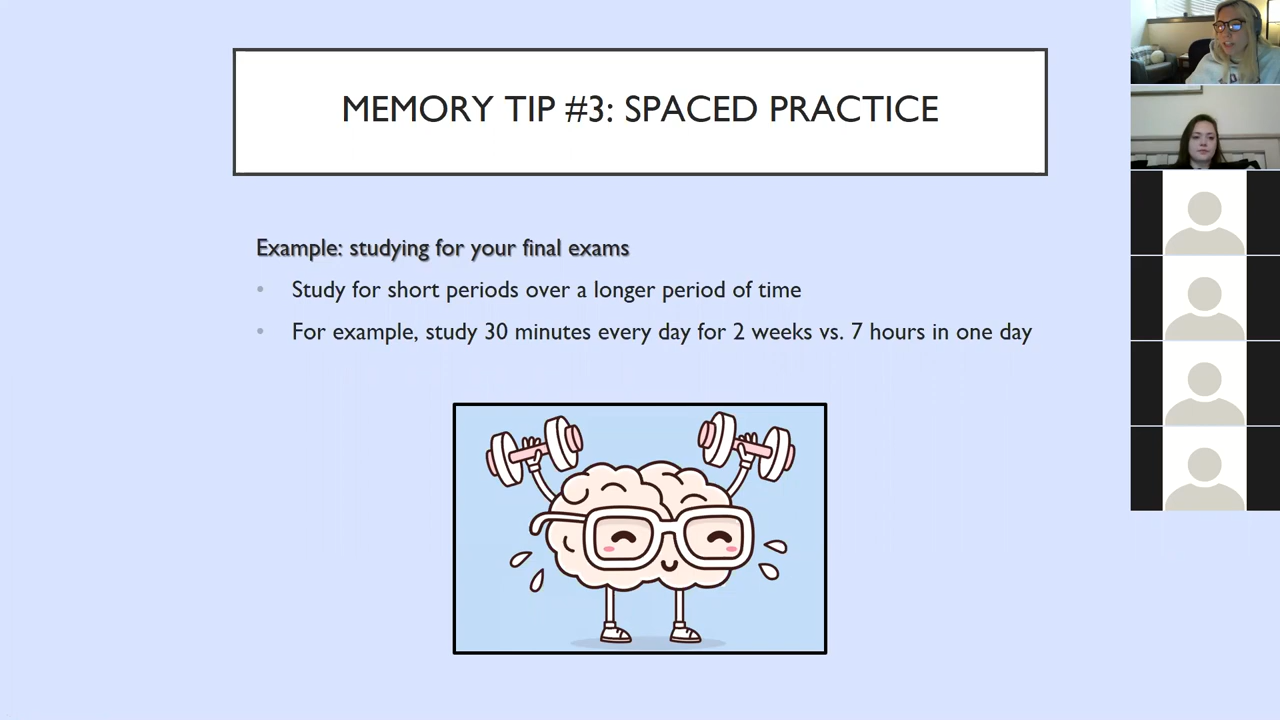 MEMORY TIP #3: SPACED PRACTICE
Example: studying for your final exams
• Study for short periods over a longer period of time
• For example, study 30 minutes every day for 2 weeks vs. 7 hours in one day